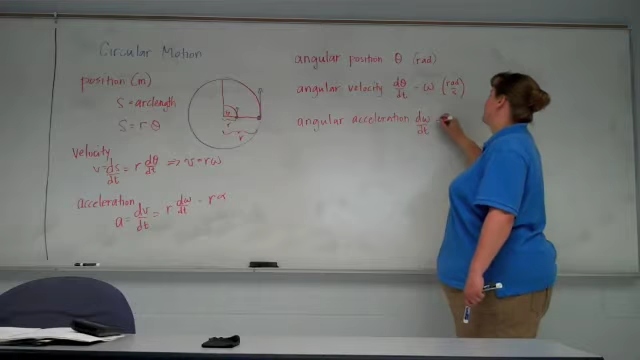 Circular Motion
position (m)
S = arclength
S = r θ
r
velocity
v = ds/dt = r dθ/dt => v = rω
acceleration
a = dv/dt = r dω/dt = rα
angular position θ (rad)
angular velocity dθ/dt = ω (rad/s)
angular acceleration dω/dt =